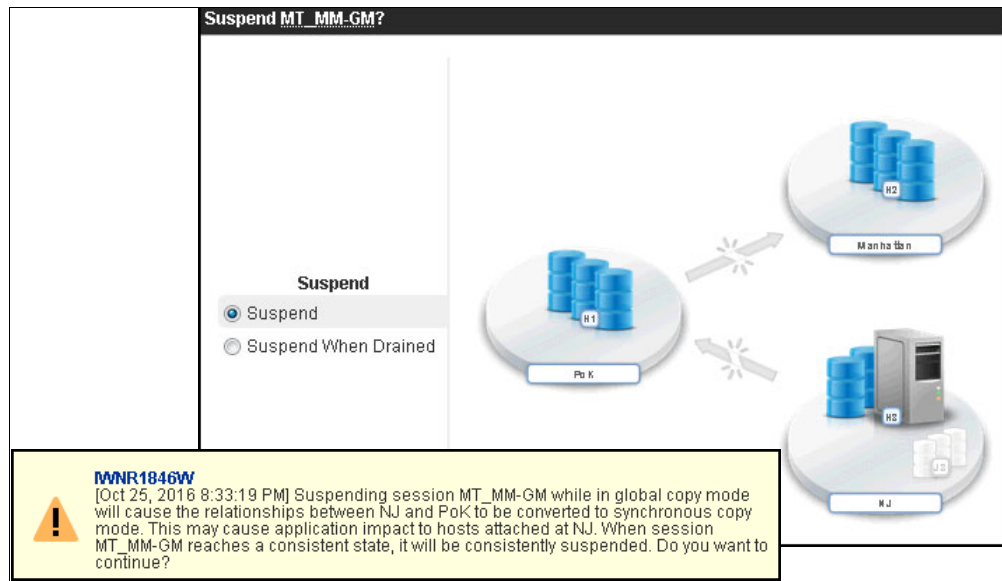 Suspend MT_MM-GM?
H2
Manhattan
Suspend
Suspend
Suspend When Drained
H1
PoK
H3
J3
NJ
IWNR1846W
[Oct 25, 2016 8:33:19 PM] Suspending session MT_MM-GM while in global copy mode
will cause the relationships between NJ and PoK to be converted to synchronous copy
mode. This may cause application impact to hosts attached at NJ. When session
MT_MM-GM reaches a consistent state, it will be consistently suspended. Do you want to
continue?